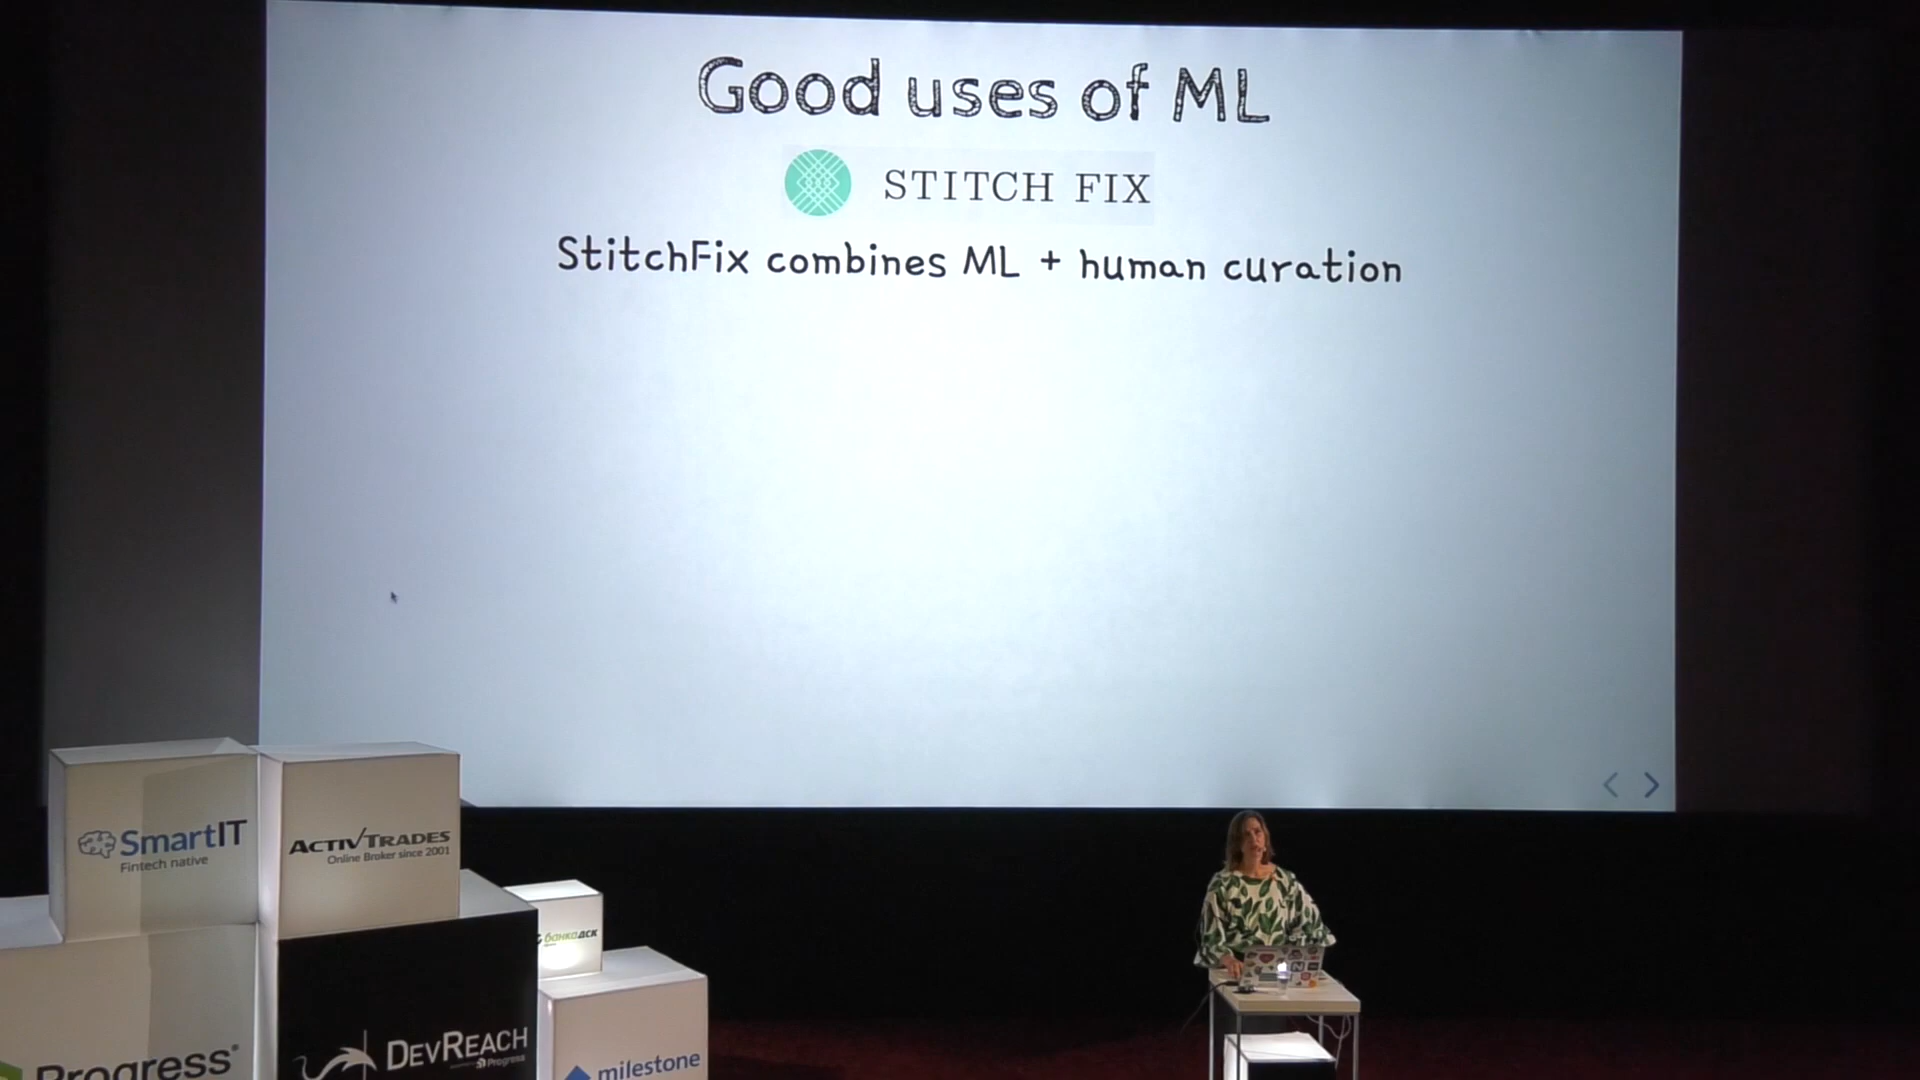 Good uses of ML
STITCH FIX
StitchFix combines ML + human curation
SmartIT
Fintech native
ACTIVTRADES
Online Broker since 2001
банкадск
Progress®
DEVREACH
Progress
milestone